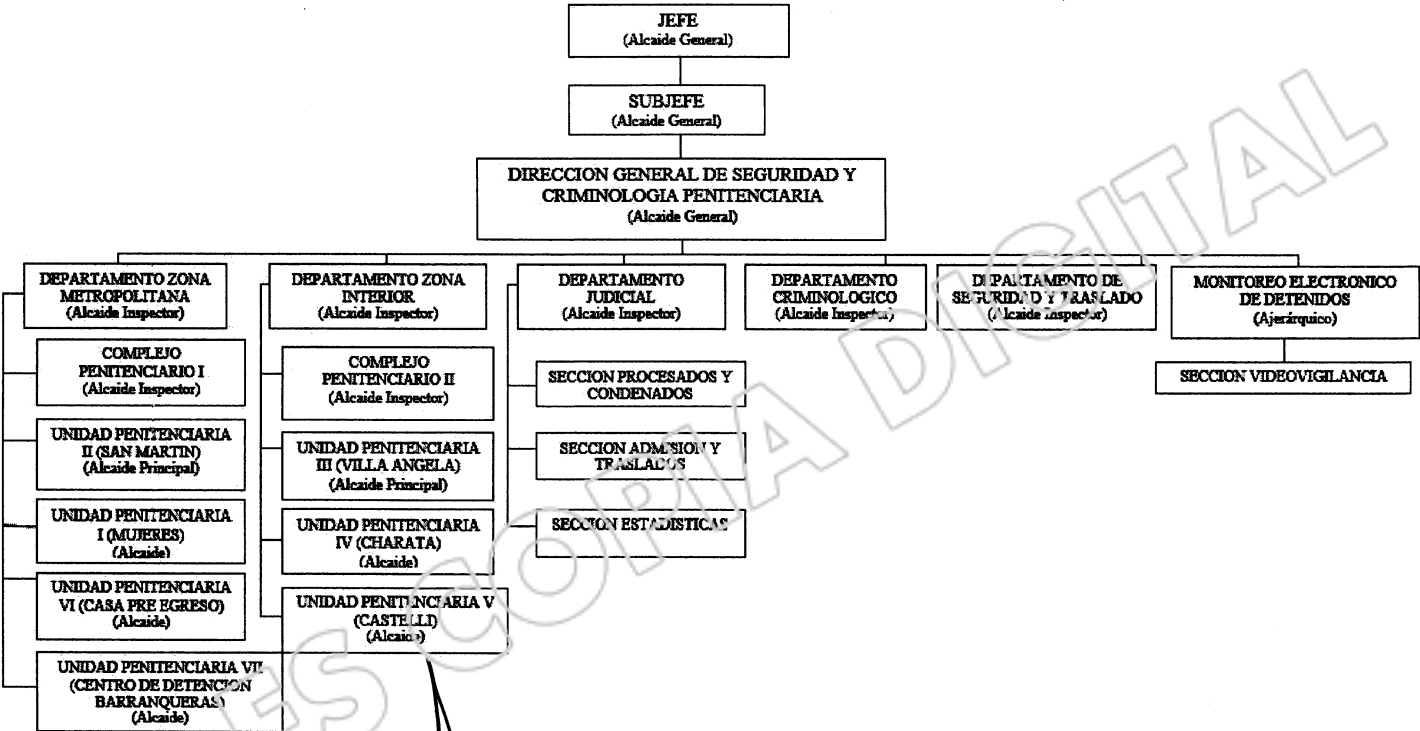 JEFE
(Alcaide General)
SUBJEFE
(Alcaide General)
DIRECCION GENERAL DE SEGURIDAD Y
CRIMINOLOGIA PENITENCIARIA
(Alcaide General)
DEPARTAMENTO ZONA
METROPOLITANA
(Alcaide Inspector)
COMPLEJO
PENITENCIARIO I
(Alcaide Inspector)
UNIDAD PENITENCIARIA
II (SAN MARTIN)
(Alcaide Principal)
UNIDAD PENITENCIARIA
I (MUJERES)
(Alcaide)
UNIDAD PENITENCIARIA
VI (CASA PRE EGRESO)
(Alcaide)
UNIDAD PENITENCIARIA VII
(CENTRO DE DETENCION
BARRANQUERAS)
(Alcaide)
DEPARTAMENTO ZONA
INTERIOR
(Alcaide Inspector)
COMPLEJO
PENITENCIARIO II
(Alcaide Inspector)
UNIDAD PENITENCIARIA
III (VILLA ANGELA)
(Alcaide Principal)
UNIDAD PENITENCIARIA
IV (CHARATA)
(Alcaide)
UNIDAD PENITENCIARIA V
(CASTELLI)
(Alcaide)
DEPARTAMENTO
JUDICIAL
(Alcaide Inspector)
SECCION PROCESADOS Y
CONDENADOS
SECCION ADMISION Y
TRASLADOS
SECCION ESTADISTICAS
DEPARTAMENTO
CRIMINOLOGICO
(Alcaide Inspector)
DEPARTAMENTO DE
SEGURIDAD Y TRASLADO
(Alcaide Inspector)
MONITOREO ELECTRONICO
DE DETENIDOS
(Ajerárquico)
SECCION VIDEOVIGILANCIA
ES COPIA DIGITAL